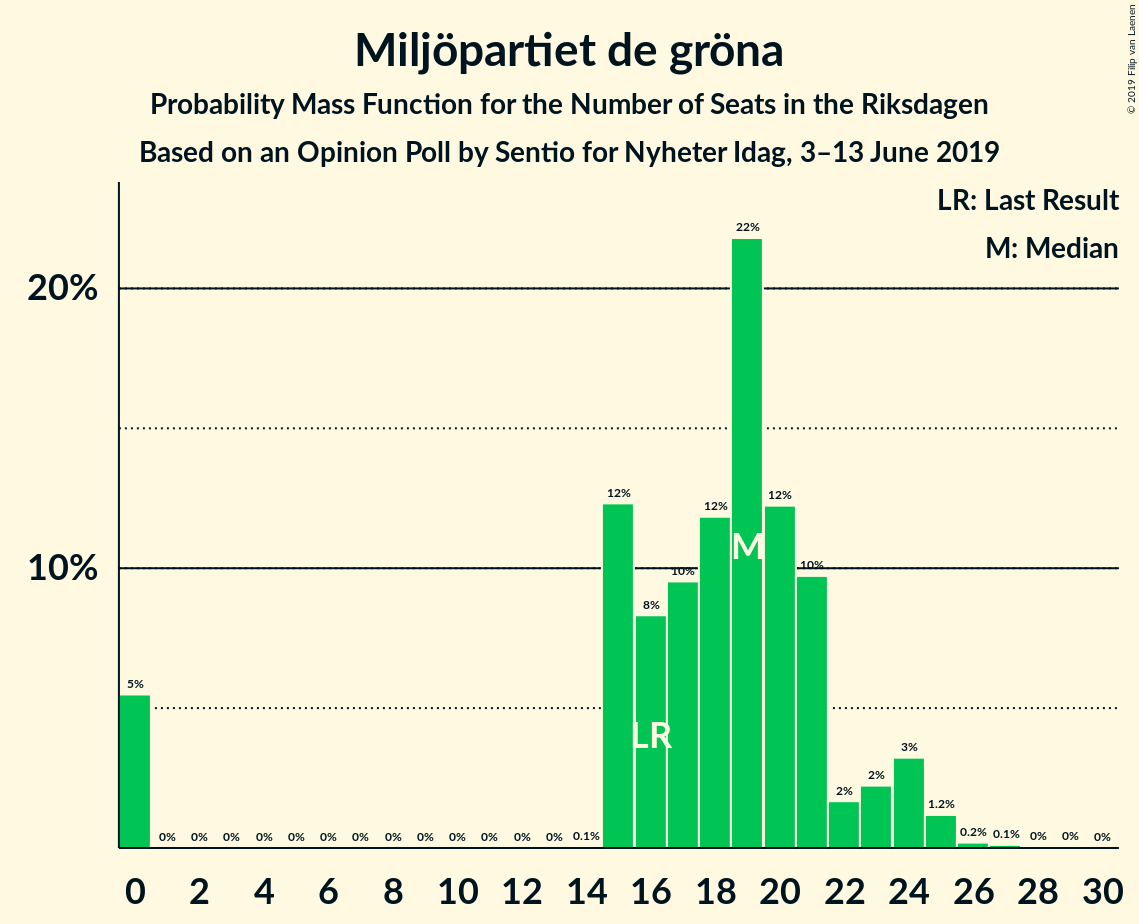 © 2019 Filip van Laenen
Miljöpartiet de gröna
Probability Mass Function for the Number of Seats in the Riksdagen
Based on an Opinion Poll by Sentio for Nyheter Idag, 3–13 June 2019
LR: Last Result
M: Median
20%
10%
5% 0% 0% 0% 0% 0% 0% 0% 0% 0% 0% 0% 0% 0% 0.1% 12% 8% 10% 12% 22% 12% 10% 2% 2% 3% 1.2% 0.2% 0.1% 0% 0% 0%
M
LR
0 2 4 6 8 10 12 14 16 18 20 22 24 26 28 30